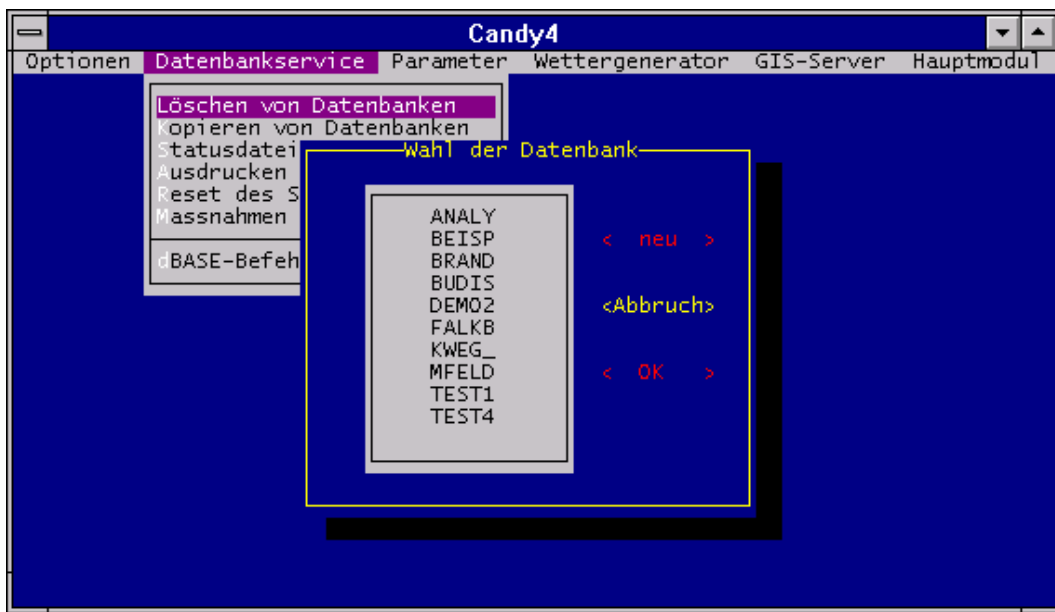 Candy4
Optionen Datenbankservice Parameter Wettergenerator GIS-Server Hauptmodul
Löschen von Datenbanken
Kopieren von Datenbanken
Statusdatei
Ausdrucken
Reset des S
Massnahmen
dBASE-Befeh
Wahl der Datenbank
ANALY
BEISP
BRAND
BUDIS
DEMO2
FALKB
KWEG_
MFELD
TEST1
TEST4
< neu >
<Abbruch>
< OK >